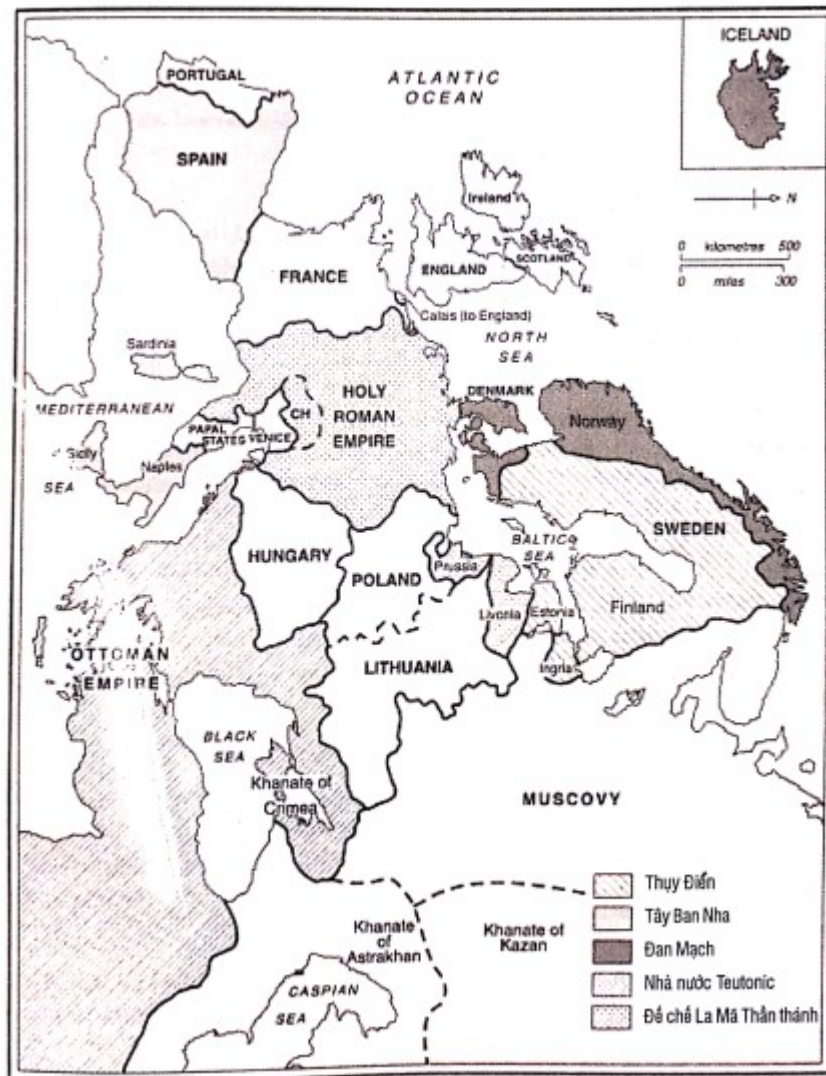 ICELAND
PORTUGAL
ATLANTIC
OCEAN
SPAIN
N
Ireland
0 kilometres 500
0 miles 300
SCOTLAND
ENGLAND
FRANCE
Calais (to England)
NORTH
SEA
Sardinia
MEDITERRANEAN
SEA
HOLY
ROMAN
EMPIRE
DENMARK
CH
Norway
PAPAL
STATES
VENICE
Sicily
Naples
SWEDEN
BALTIC
SEA
HUNGARY
POLAND
Prussia
Livonia
Estonia
Finland
OTTOMAN
EMPIRE
LITHUANIA
Ingria
BLACK
SEA
Khanate of
Crimea
MUSCOVY
Thụy Điển
Tây Ban Nha
Đan Mạch
Nhà nước Teutonic
Đế chế La Mã Thần thánh
Khanate
of
Astrakhan
Khanate of
Kazan
CASPIAN
SEA